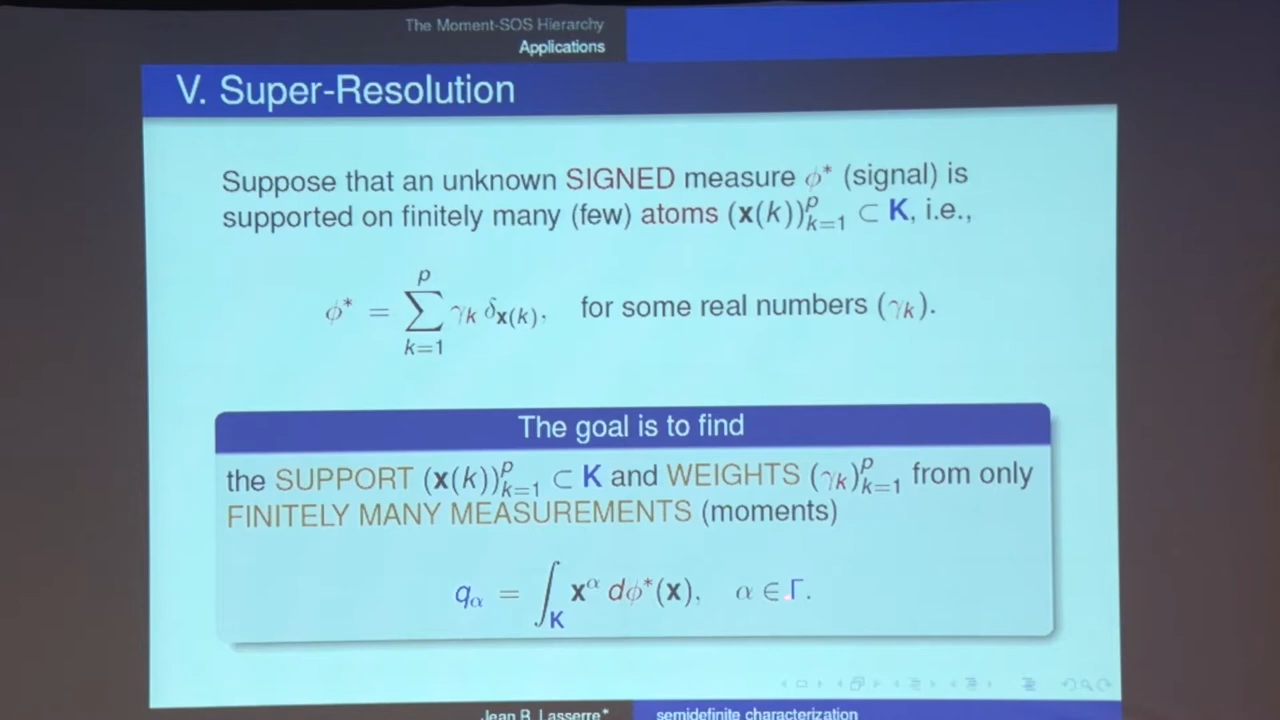 The Moment-SOS Hierarchy
Applications
V. Super-Resolution
Suppose that an unknown SIGNED measure ϕ* (signal) is
supported on finitely many (few) atoms (x(k))ᵖₖ₌₁ ⊂ K, i.e.,
ϕ* = ∑ᵖₖ₌₁ γₖ δ_x(k), for some real numbers (γₖ).
The goal is to find
the SUPPORT (x(k))ᵖₖ₌₁ ⊂ K and WEIGHTS (γₖ)ᵖₖ₌₁ from only
FINITELY MANY MEASUREMENTS (moments)
q_α = ∫_K x^α dϕ*(x), α ∈ Γ.
Jean B. Lasserre* semidefinite characterization